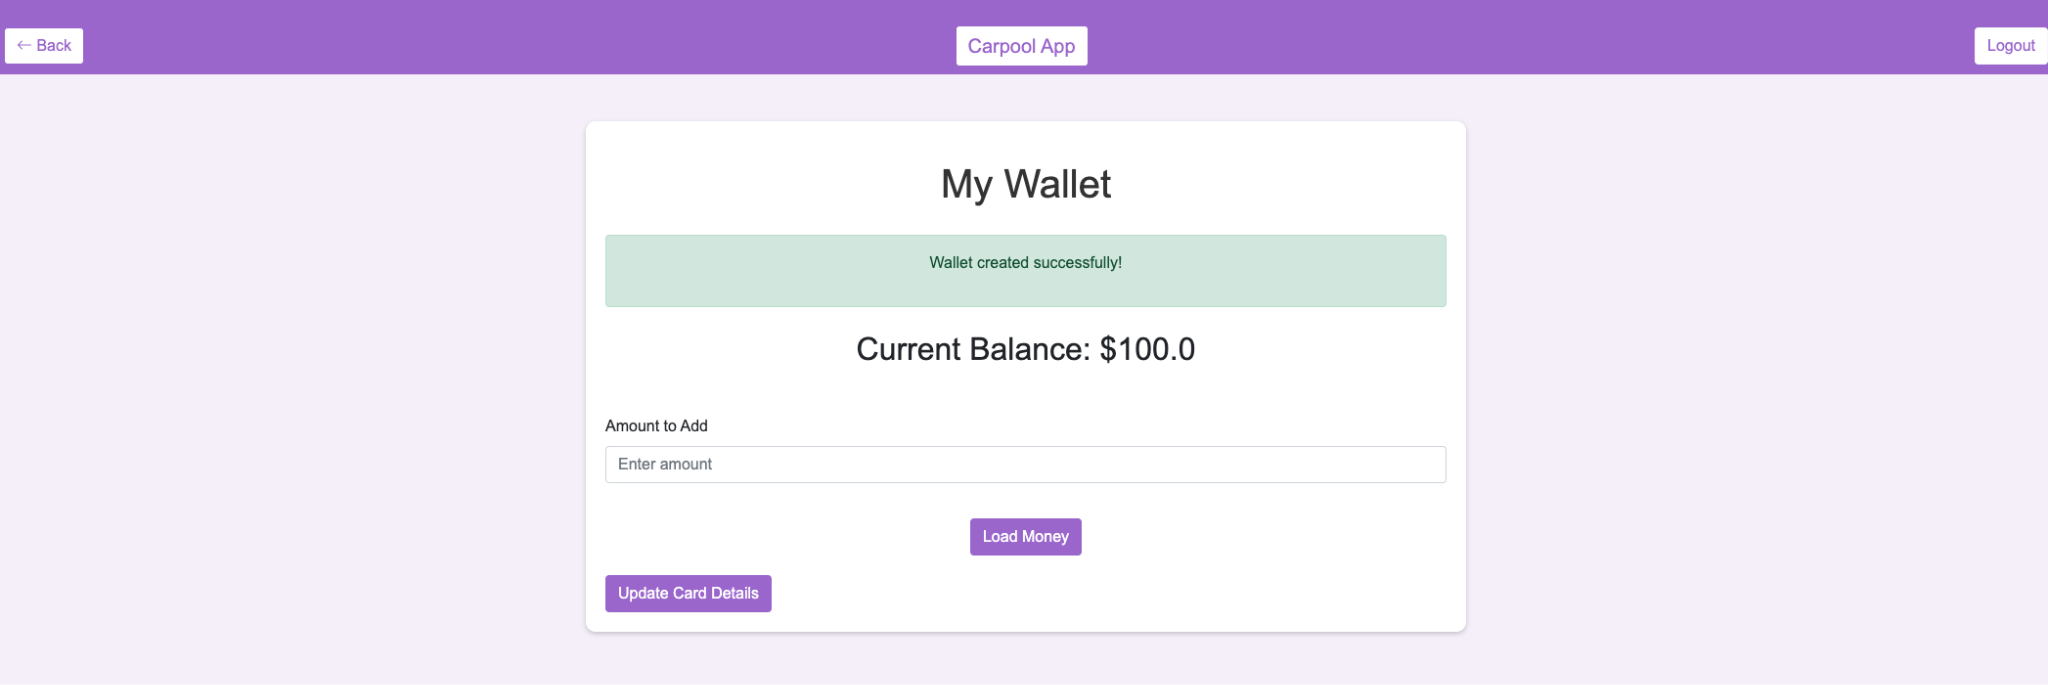 ← Back
Carpool App
Logout
My Wallet
Wallet created successfully!
Current Balance: $100.0
Amount to Add
Enter amount
Load Money
Update Card Details